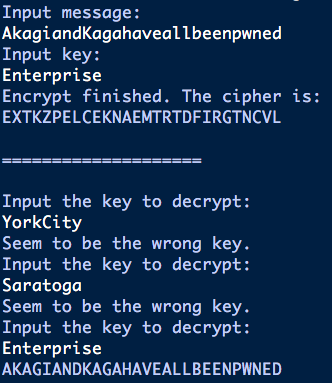 Input message:
AkagiandKagahaveallbeenpwned
Input key:
Enterprise
Encrypt finished. The cipher is:
EXTKZPELCEKNAEMTRTDFIRGTNCVL
====================
Input the key to decrypt:
YorkCity
Seem to be the wrong key.
Input the key to decrypt:
Saratoga
Seem to be the wrong key.
Input the key to decrypt:
Enterprise
AKAGIANDKAGAHAVEALLBEENPWNED